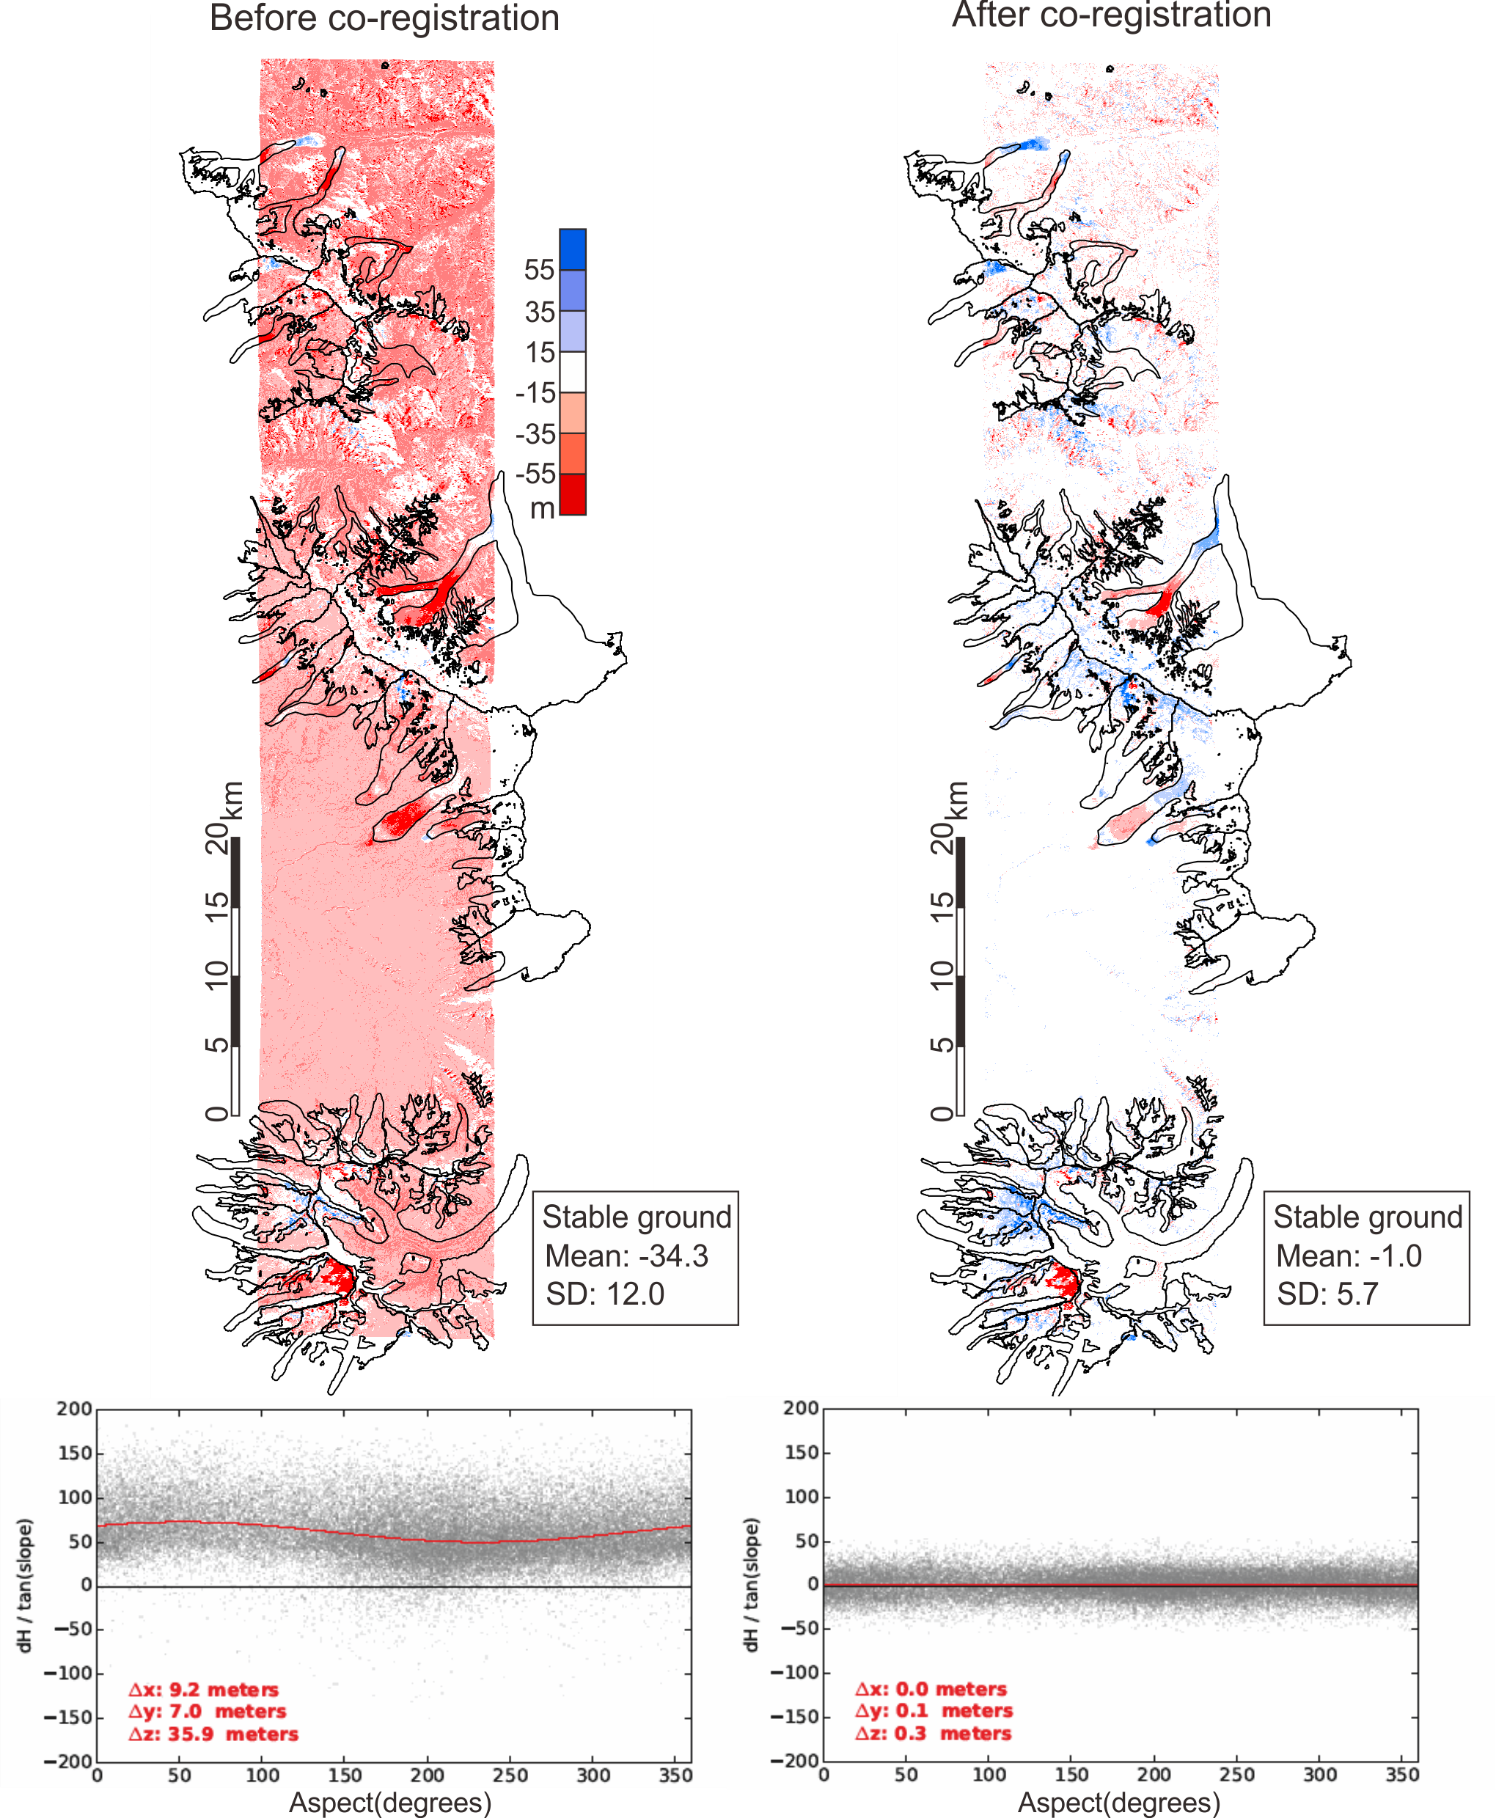 Before co-registration
After co-registration
55
35
15
-15
-35
-55
m
20 km
15
10
5
0
20 km
15
10
5
0
Stable ground
Mean: -34.3
SD: 12.0
Stable ground
Mean: -1.0
SD: 5.7
200
150
100
50
0
−50
−100
−150
−200
dH / tan(slope)
Δx: 9.2 meters
Δy: 7.0 meters
Δz: 35.9 meters
0 50 100 150 200 250 300 350
Aspect(degrees)
200
150
100
50
0
−50
−100
−150
−200
dH / tan(slope)
Δx: 0.0 meters
Δy: 0.1 meters
Δz: 0.3 meters
0 50 100 150 200 250 300 350
Aspect(degrees)